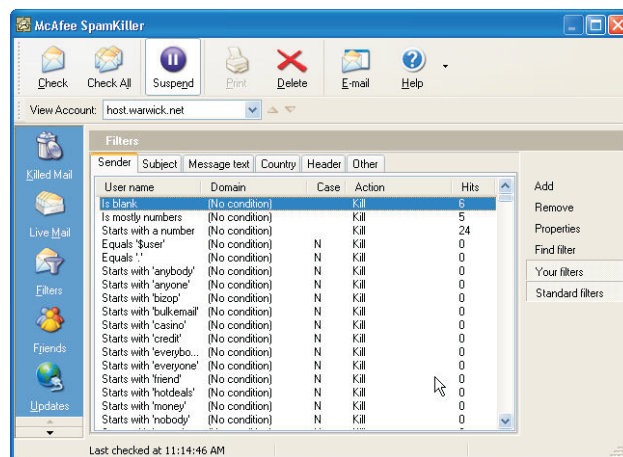 McAfee SpamKiller
Check Check All Suspend Print Delete E-mail Help
View Account: host.warwick.net
Filters
Killed Mail
Live Mail
Filters
Friends
Updates
Sender Subject Message text Country Header Other
User name Domain Case Action Hits
Is blank (No condition) Kill 6
Is mostly numbers (No condition) Kill 5
Starts with a number (No condition) Kill 24
Equals '$user' (No condition) N Kill 0
Equals '.' (No condition) N Kill 0
Starts with 'anybody' (No condition) N Kill 0
Starts with 'anyone' (No condition) N Kill 0
Starts with 'bizop' (No condition) N Kill 0
Starts with 'bulkemail' (No condition) N Kill 0
Starts with 'casino' (No condition) N Kill 0
Starts with 'credit' (No condition) N Kill 0
Starts with 'everybo... (No condition) N Kill 0
Starts with 'everyone' (No condition) N Kill 0
Starts with 'friend' (No condition) N Kill 0
Starts with 'hotdeals' (No condition) N Kill 0
Starts with 'money' (No condition) N Kill 0
Starts with 'nobody' (No condition) N Kill 0
Add
Remove
Properties
Find filter
Your filters
Standard filters
Last checked at 11:14:46 AM